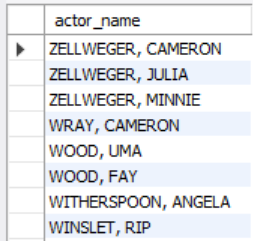 actor_name
ZELLWEGER, CAMERON
ZELLWEGER, JULIA
ZELLWEGER, MINNIE
WRAY, CAMERON
WOOD, UMA
WOOD, FAY
WITHERSPOON, ANGELA
WINSLET, RIP